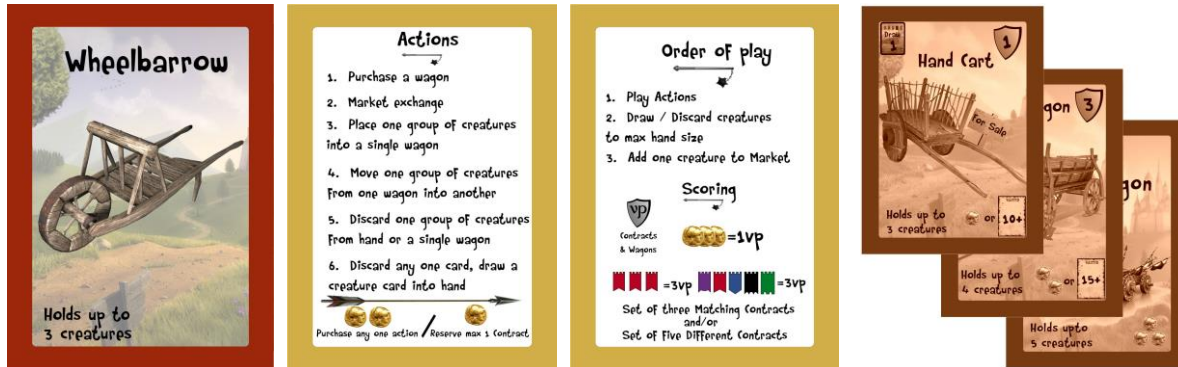 Wheelbarrow
Holds up to
3 creatures
Actions
1. Purchase a wagon
2. Market exchange
3. Place one group of creatures
into a single wagon
4. Move one group of creatures
from one wagon into another
5. Discard one group of creatures
from hand or a single wagon
6. Discard any one card, draw a
creature card into hand
Purchase any one action / Reserve max 1 Contract
Order of play
1. Play Actions
2. Draw / Discard creatures
to max hand size
3. Add one creature to Market
Scoring
VP
Contracts
& Wagons
=1vp
=3vp =3vp
Set of three Matching Contracts
and/or
Set of Five Different Contracts
Draw
1
1
Hand Cart
For Sale
Holds up to
3 creatures
or 10+
gon 3
Holds up to
4 creatures
or 15+
gon
Holds upto
5 creatures